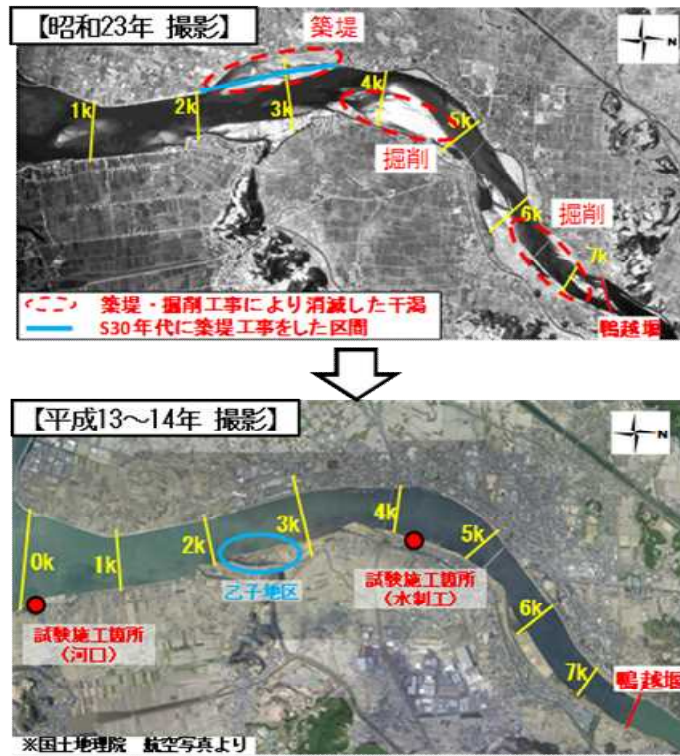 【昭和23年 撮影】
築堤
N
1k
2k
3k
4k
5k
掘削
6k
掘削
7k
鴨越堰
築堤・掘削工事により消滅した干潟
S30年代に築堤工事をした区間
【平成13～14年 撮影】
N
0k
1k
2k
3k
4k
5k
6k
7k
乙子地区
試験施工箇所
（水制工）
試験施工箇所
（河口）
鴨越堰
※国土地理院 航空写真より